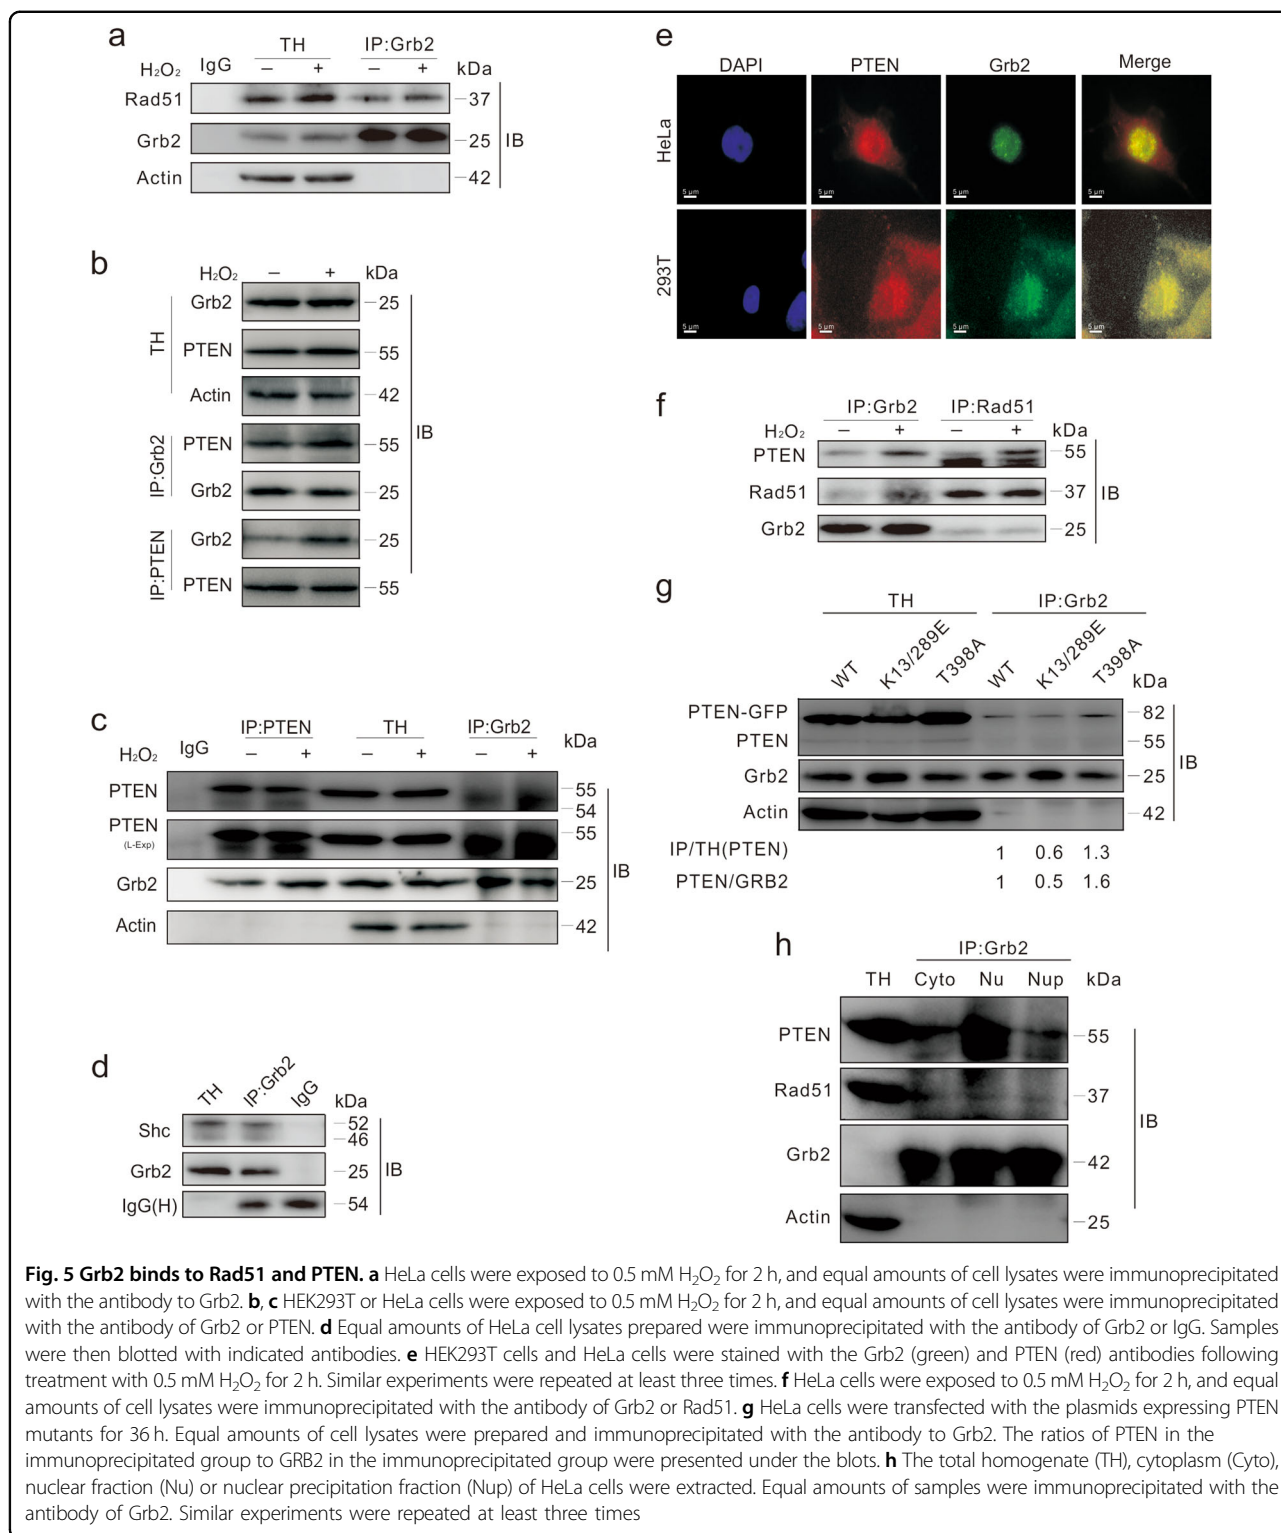 a
TH IP:Grb2
H₂O₂ IgG – + – + kDa
Rad51 –37
Grb2 –25 IB
Actin –42
b
H₂O₂ – + kDa
TH
Grb2 –25
PTEN –55
Actin –42
IB
IP:Grb2
PTEN –55
Grb2 –25
IP:PTEN
Grb2 –25
PTEN –55
c
IP:PTEN TH IP:Grb2
H₂O₂ IgG – + – + – + kDa
PTEN –55
54
PTEN –55
(L-Exp)
Grb2 –25 IB
Actin –42
d
TH IP:Grb2 IgG
kDa
Shc –52
–46
Grb2 –25 IB
IgG(H) –54
e
DAPI PTEN Grb2 Merge
HeLa
5 µm 5 µm 5 µm 5 µm
293T
5 µm 5 µm 5 µm 5 µm
f
IP:Grb2 IP:Rad51
H₂O₂ – + – + kDa
PTEN –55
Rad51 –37 IB
Grb2 –25
g
TH IP:Grb2
WT K13/289E T398A WT K13/289E T398A
kDa
PTEN-GFP –82
PTEN –55
Grb2 –25 IB
Actin –42
IP/TH(PTEN) 1 0.6 1.3
PTEN/GRB2 1 0.5 1.6
h
IP:Grb2
TH Cyto Nu Nup kDa
PTEN –55
Rad51 –37
IB
Grb2 –42
Actin –25
Fig. 5 Grb2 binds to Rad51 and PTEN. a HeLa cells were exposed to 0.5 mM H₂O₂ for 2 h, and equal amounts of cell lysates were immunoprecipitated
with the antibody to Grb2. b, c HEK293T or HeLa cells were exposed to 0.5 mM H₂O₂ for 2 h, and equal amounts of cell lysates were immunoprecipitated
with the antibody of Grb2 or PTEN. d Equal amounts of HeLa cell lysates prepared were immunoprecipitated with the antibody of Grb2 or IgG. Samples
were then blotted with indicated antibodies. e HEK293T cells and HeLa cells were stained with the Grb2 (green) and PTEN (red) antibodies following
treatment with 0.5 mM H₂O₂ for 2 h. Similar experiments were repeated at least three times. f HeLa cells were exposed to 0.5 mM H₂O₂ for 2 h, and equal
amounts of cell lysates were immunoprecipitated with the antibody of Grb2 or Rad51. g HeLa cells were transfected with the plasmids expressing PTEN
mutants for 36 h. Equal amounts of cell lysates were prepared and immunoprecipitated with the antibody to Grb2. The ratios of PTEN in the
immunoprecipitated group to GRB2 in the immunoprecipitated group were presented under the blots. h The total homogenate (TH), cytoplasm (Cyto),
nuclear fraction (Nu) or nuclear precipitation fraction (Nup) of HeLa cells were extracted. Equal amounts of samples were immunoprecipitated with the
antibody of Grb2. Similar experiments were repeated at least three times